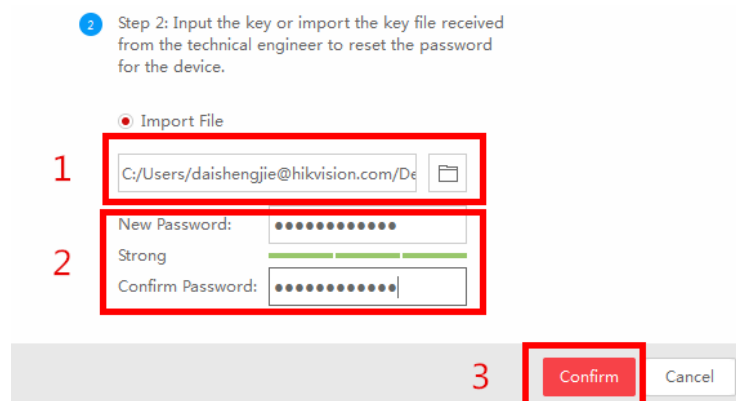 2 Step 2: Input the key or import the key file received
from the technical engineer to reset the password
for the device.
Import File
1 C:/Users/daishengjie@hikvision.com/De
New Password: ●●●●●●●●●●●●
2 Strong
Confirm Password: ●●●●●●●●●●●●
3 Confirm Cancel